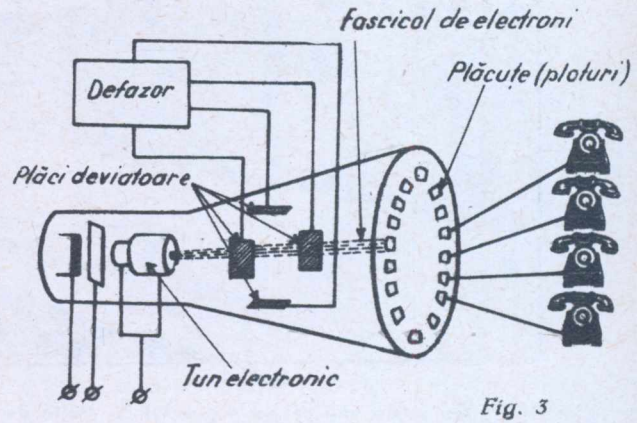 Fascicol de electroni
Defazor
Plăcuțe (ploturi)
Plăci deviatoare
Tun electronic
Fig. 3